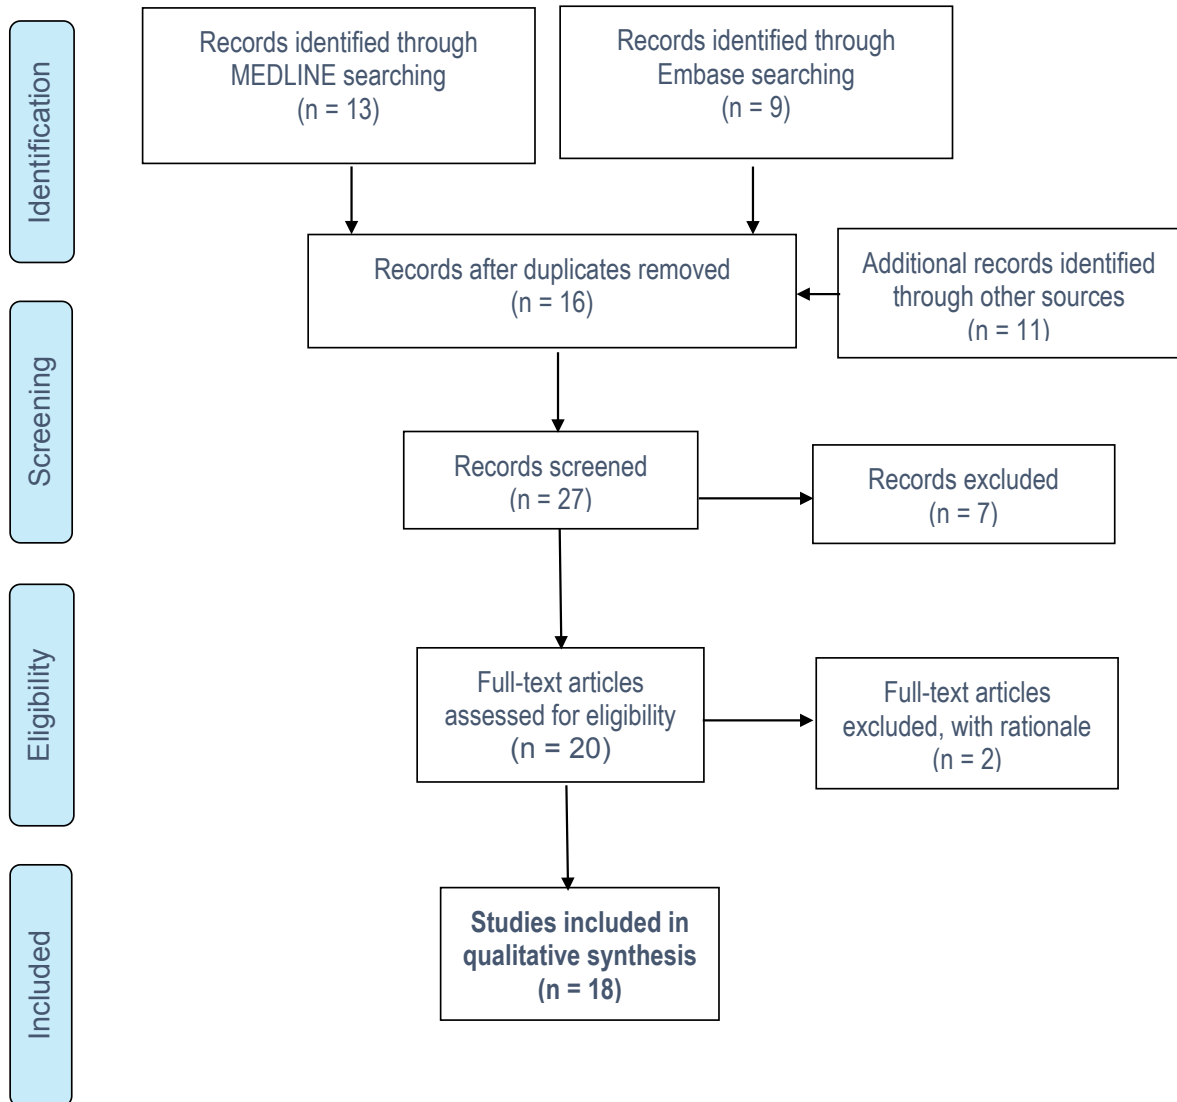 Identification
Records identified through
MEDLINE searching
(n = 13)
Records identified through
Embase searching
(n = 9)
Records after duplicates removed
(n = 16)
Additional records identified
through other sources
(n = 11)
Screening
Records screened
(n = 27)
Records excluded
(n = 7)
Eligibility
Full-text articles
assessed for eligibility
(n = 20)
Full-text articles
excluded, with rationale
(n = 2)
Included
Studies included in
qualitative synthesis
(n = 18)